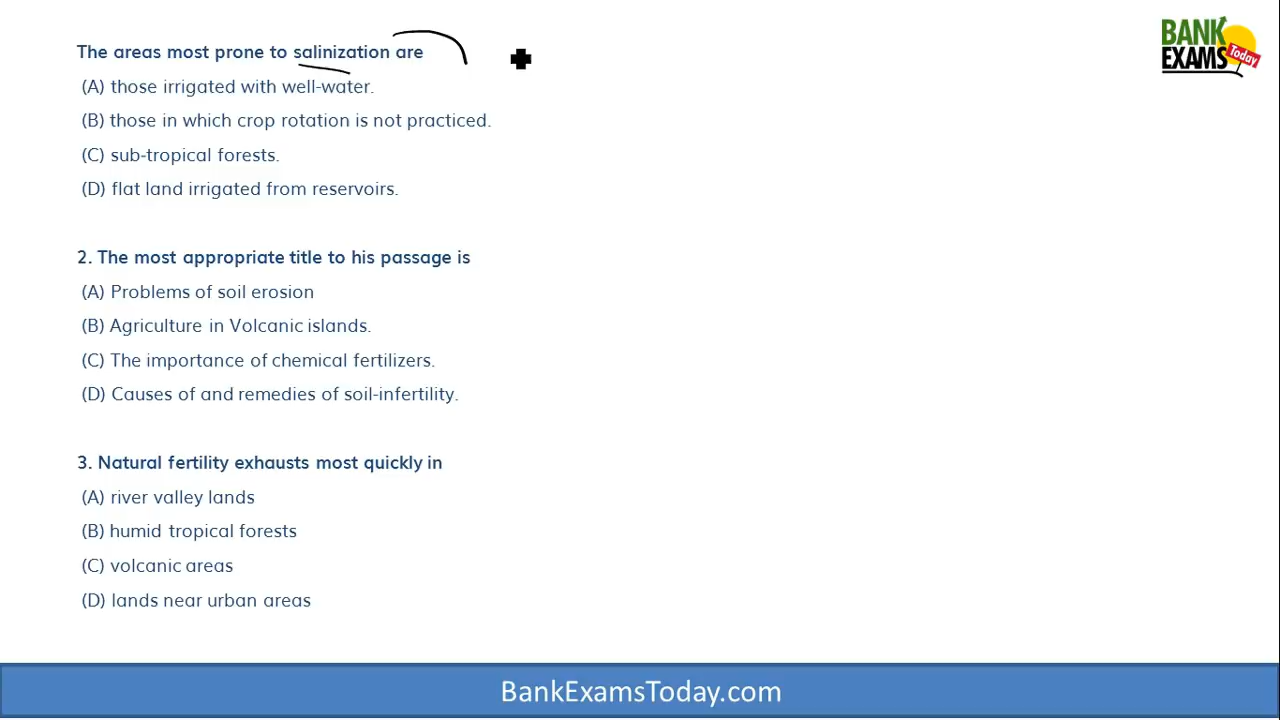 The areas most prone to salinization are
(A) those irrigated with well-water.
(B) those in which crop rotation is not practiced.
(C) sub-tropical forests.
(D) flat land irrigated from reservoirs.
2. The most appropriate title to his passage is
(A) Problems of soil erosion
(B) Agriculture in Volcanic islands.
(C) The importance of chemical fertilizers.
(D) Causes of and remedies of soil-infertility.
3. Natural fertility exhausts most quickly in
(A) river valley lands
(B) humid tropical forests
(C) volcanic areas
(D) lands near urban areas
BANK
EXAMS Today
BankExamsToday.com